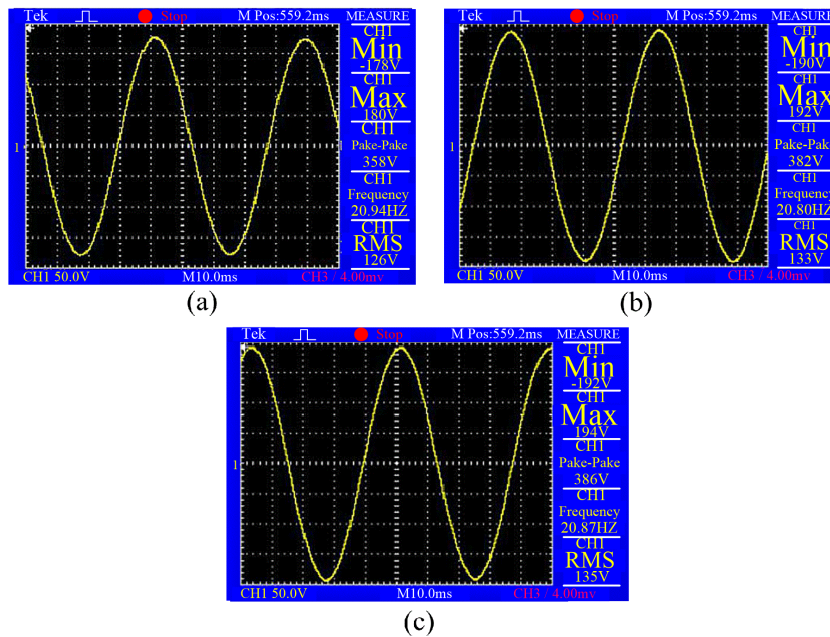 Tek Stop M Pos:559.2ms MEASURE
CH1
Min
-178V
CH1
Max
180V
CH1
Pake-Pake
358V
CH1
Frequency
20.94HZ
CH1
RMS
126V
1
CH1 50.0V M10.0ms CH3 / 4.00mv
(a)
Tek Stop M Pos:559.2ms MEASURE
CH1
Min
-190V
CH1
Max
192V
CH1
Pake-Pake
382V
CH1
Frequency
20.80HZ
CH1
RMS
133V
1
CH1 50.0V M10.0ms CH3 / 4.00mv
(b)
Tek Stop M Pos:559.2ms MEASURE
CH1
Min
-192V
CH1
Max
194V
CH1
Pake-Pake
386V
CH1
Frequency
20.87HZ
CH1
RMS
135V
1
CH1 50.0V M10.0ms CH3 / 4.00mv
(c)